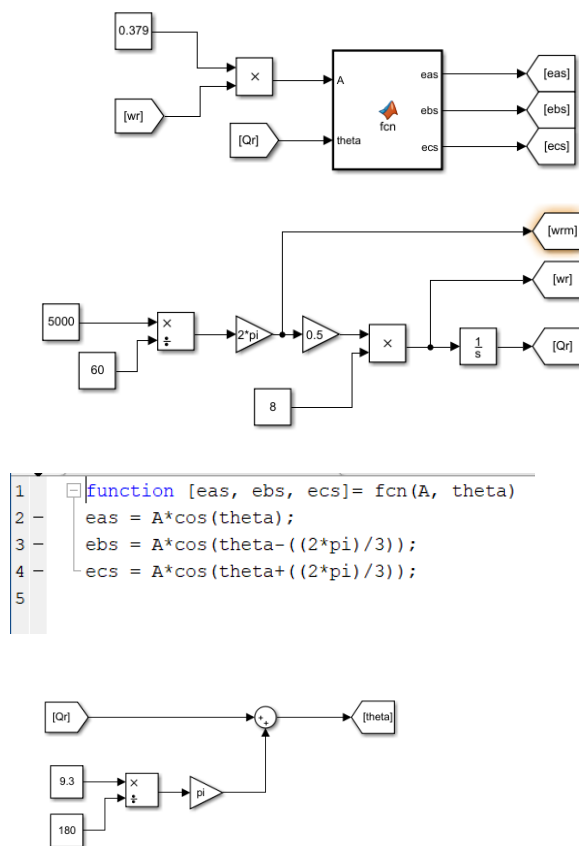 0.379
×
[wr]
[Qr]
A
theta
fcn
eas
ebs
ecs
[eas]
[ebs]
[ecs]
[wrm]
[wr]
5000
×
÷
60
2*pi
0.5
×
8
1
s
[Qr]
1 function [eas, ebs, ecs]= fcn(A, theta)
2 – eas = A*cos(theta);
3 – ebs = A*cos(theta-((2*pi)/3));
4 – ecs = A*cos(theta+((2*pi)/3));
5
[Qr]
+
+
[theta]
9.3
×
÷
180
pi